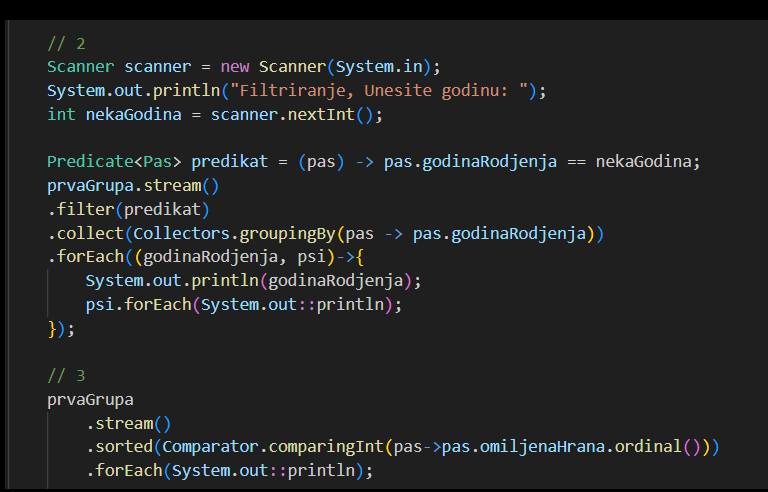 // 2
Scanner scanner = new Scanner(System.in);
System.out.println("Filtriranje, Unesite godinu: ");
int nekaGodina = scanner.nextInt();
Predicate<Pas> predikat = (pas) -> pas.godinaRodjenja == nekaGodina;
prvaGrupa.stream()
.filter(predikat)
.collect(Collectors.groupingBy(pas -> pas.godinaRodjenja))
.forEach((godinaRodjenja, psi)->{
    System.out.println(godinaRodjenja);
    psi.forEach(System.out::println);
});
// 3
prvaGrupa
    .stream()
    .sorted(Comparator.comparingInt(pas->pas.omiljenaHrana.ordinal()))
    .forEach(System.out::println);